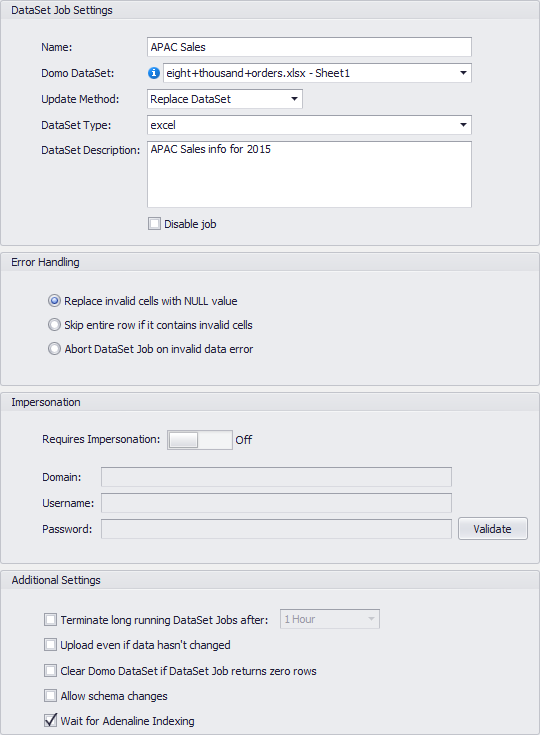 DataSet Job Settings
Name: APAC Sales
Domo DataSet: i eight+thousand+orders.xlsx - Sheet1
Update Method: Replace DataSet
DataSet Type: excel
DataSet Description: APAC Sales info for 2015
Disable job
Error Handling
Replace invalid cells with NULL value
Skip entire row if it contains invalid cells
Abort DataSet Job on invalid data error
Impersonation
Requires Impersonation: Off
Domain:
Username:
Password: Validate
Additional Settings
Terminate long running DataSet Jobs after: 1 Hour
Upload even if data hasn't changed
Clear Domo DataSet if DataSet Job returns zero rows
Allow schema changes
Wait for Adenaline Indexing